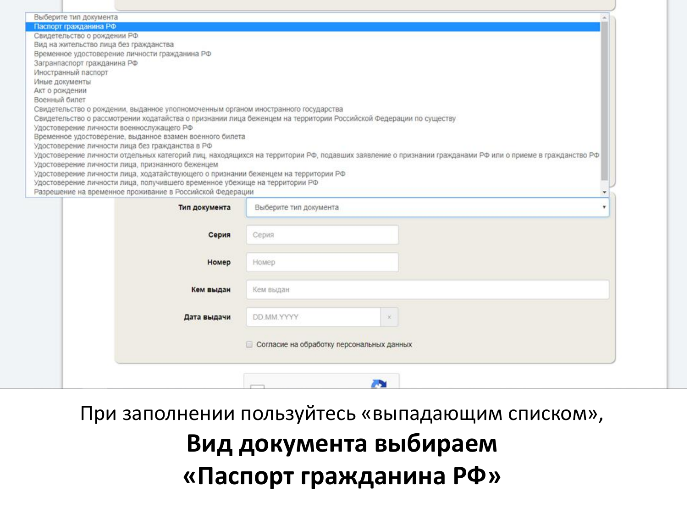 Выберите тип документа
Паспорт гражданина РФ
Свидетельство о рождении РФ
Вид на жительство лица без гражданства
Временное удостоверение личности гражданина РФ
Загранпаспорт гражданина РФ
Иностранный паспорт
Иные документы
Акт о рождении
Военный билет
Свидетельство о рождении, выданное уполномоченным органом иностранного государства
Свидетельство о рассмотрении ходатайства о признании лица беженцем на территории Российской Федерации по существу
Удостоверение личности военнослужащего РФ
Временное удостоверение, выданное взамен военного билета
Удостоверение личности лица без гражданства в РФ
Удостоверение личности отдельных категорий лиц, находящихся на территории РФ, подавших заявление о признании гражданами РФ или о приеме в гражданство РФ
Удостоверение личности лица, признанного беженцем
Удостоверение личности лица, ходатайствующего о признании беженцем на территории РФ
Удостоверение личности лица, получившего временное убежище на территории РФ
Разрешение на временное проживание в Российской Федерации
Тип документа Выберите тип документа
Серия Серия
Номер Номер
Кем выдан Кем выдан
Дата выдачи DD.MM.YYYY
Согласие на обработку персональных данных
При заполнении пользуйтесь «выпадающим списком»,
Вид документа выбираем
«Паспорт гражданина РФ»